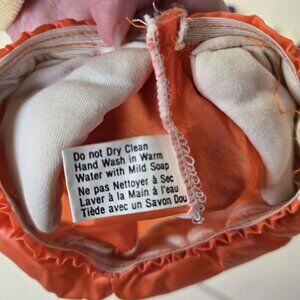 Do not Dry Clean
Hand Wash in Warm
Water with Mild Soap
Ne pas Nettoyer à Sec
Laver à la Main à l'eau
Tiède avec un Savon Dou